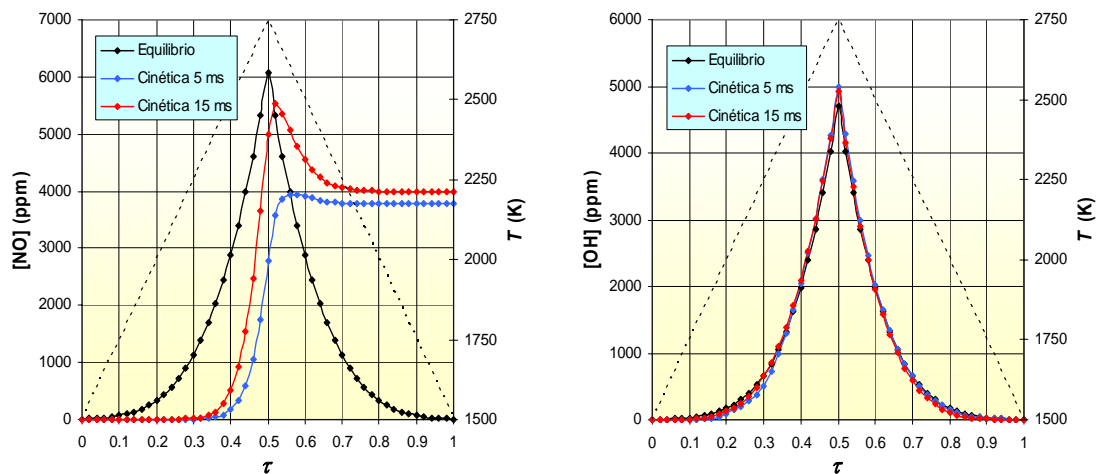 7000
6000
5000
4000
3000
2000
1000
0
[NO] (ppm)
Equilibrio
Cinética 5 ms
Cinética 15 ms
2750
2500
2250
2000
1750
1500
T (K)
0 0.1 0.2 0.3 0.4 0.5 0.6 0.7 0.8 0.9 1
τ
6000
5000
4000
3000
2000
1000
0
[OH] (ppm)
Equilibrio
Cinética 5 ms
Cinética 15 ms
2750
2500
2250
2000
1750
1500
T (K)
0 0.1 0.2 0.3 0.4 0.5 0.6 0.7 0.8 0.9 1
τ